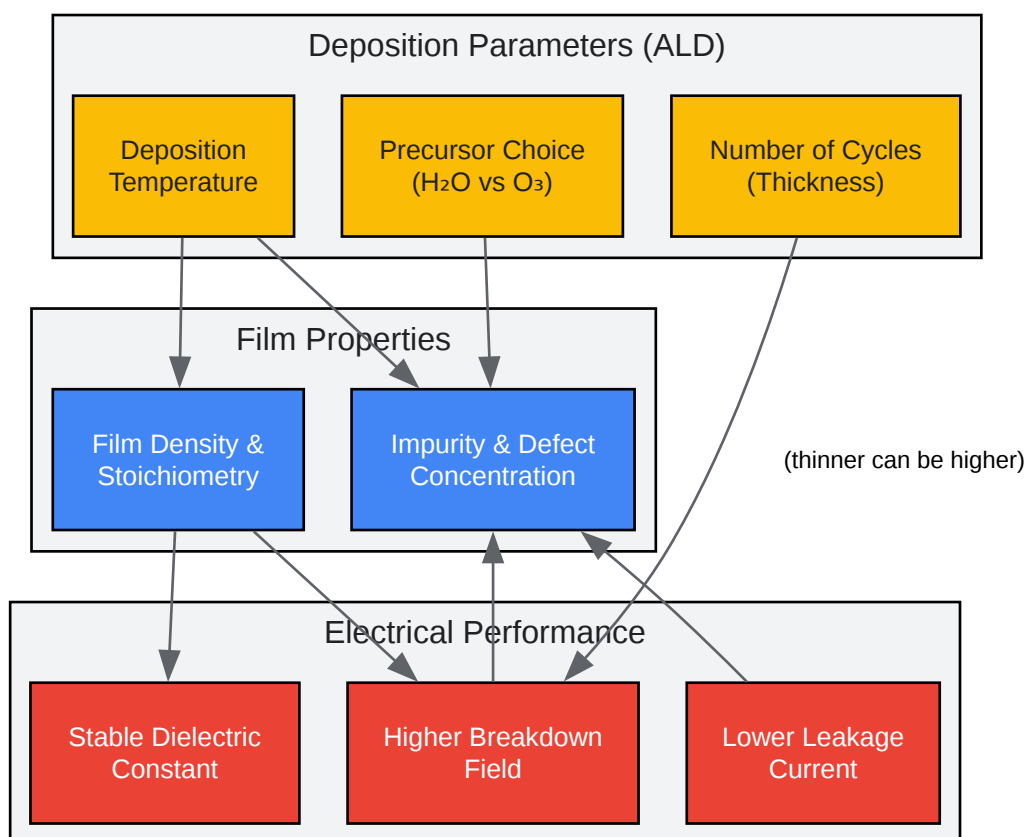 Deposition Parameters (ALD)
Deposition
Temperature
Precursor Choice
(H₂O vs O₃)
Number of Cycles
(Thickness)
Film Properties
Film Density &
Stoichiometry
Impurity & Defect
Concentration
(thinner can be higher)
Electrical Performance
Stable Dielectric
Constant
Higher Breakdown
Field
Lower Leakage
Current